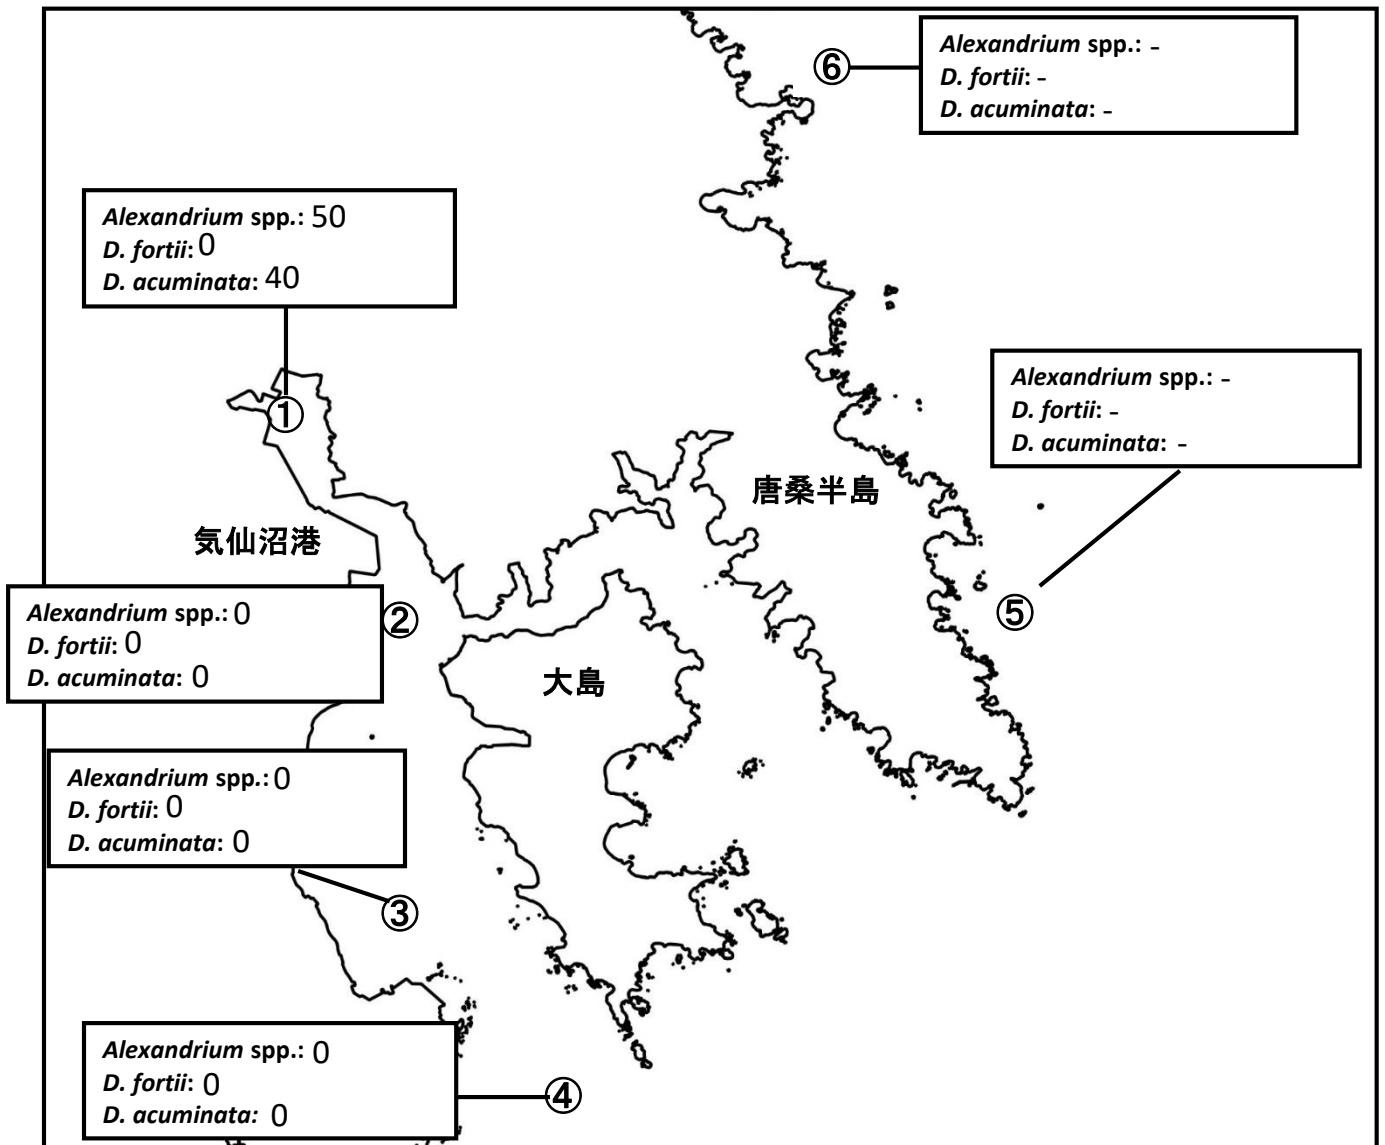 ⑥
Alexandrium spp.: -
D. fortii: -
D. acuminata: -
Alexandrium spp.: 50
D. fortii: 0
D. acuminata: 40
①
Alexandrium spp.: -
D. fortii: -
D. acuminata: -
唐桑半島
気仙沼港
⑤
Alexandrium spp.: 0
D. fortii: 0
D. acuminata: 0
②
大島
Alexandrium spp.: 0
D. fortii: 0
D. acuminata: 0
③
Alexandrium spp.: 0
D. fortii: 0
D. acuminata: 0
④